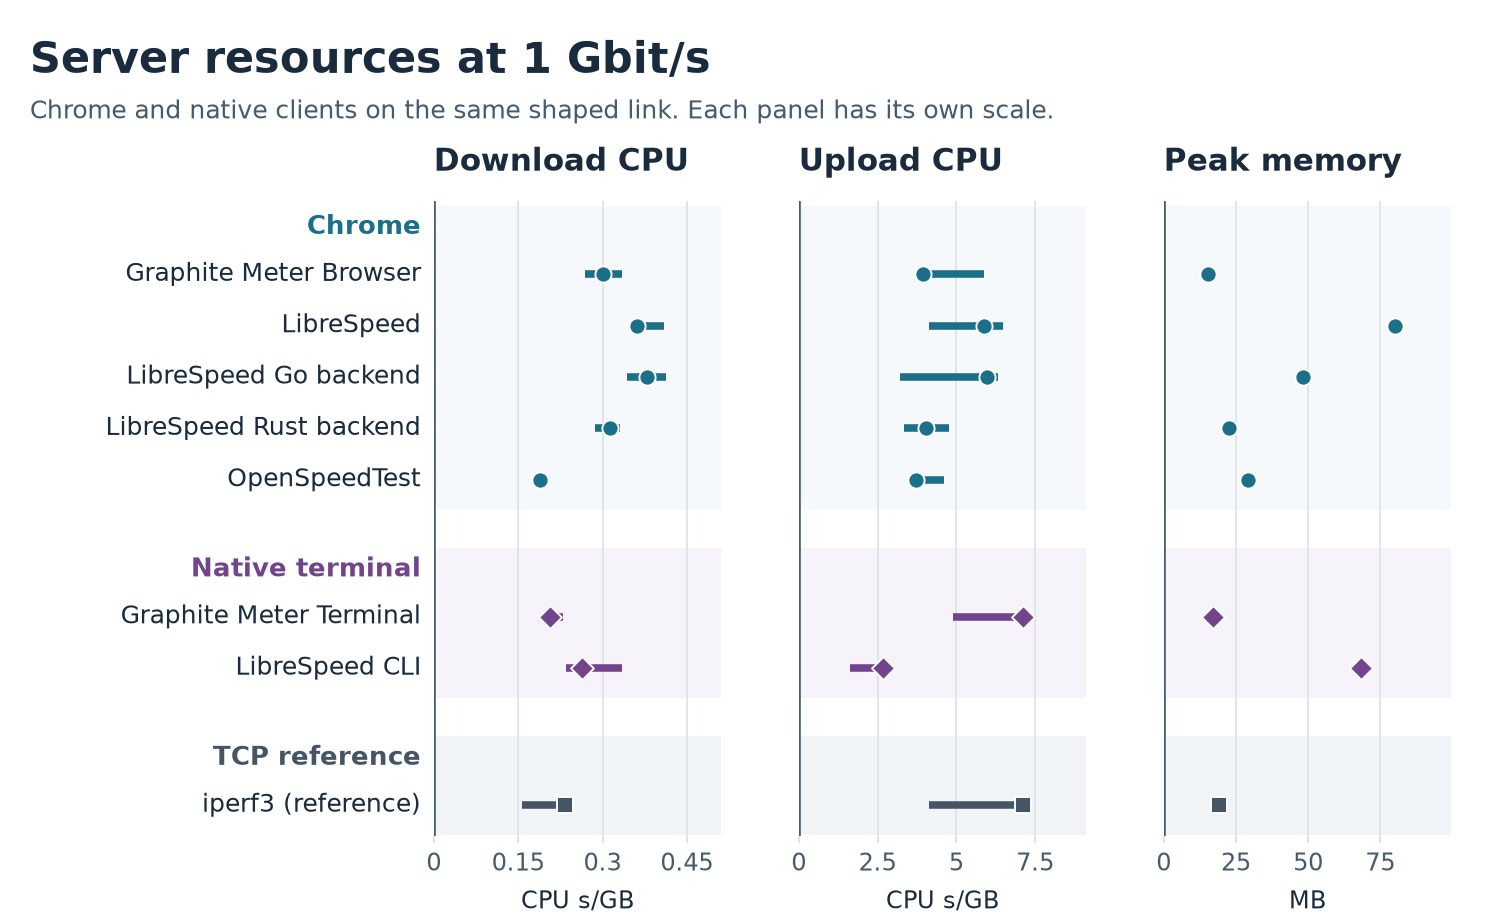 Server resources at 1 Gbit/s
Chrome and native clients on the same shaped link. Each panel has its own scale.
Download CPU
Upload CPU
Peak memory
Chrome
Graphite Meter Browser
LibreSpeed
LibreSpeed Go backend
LibreSpeed Rust backend
OpenSpeedTest
Native terminal
Graphite Meter Terminal
LibreSpeed CLI
TCP reference
iperf3 (reference)
0 0.15 0.3 0.45
CPU s/GB
0 2.5 5 7.5
CPU s/GB
0 25 50 75
MB